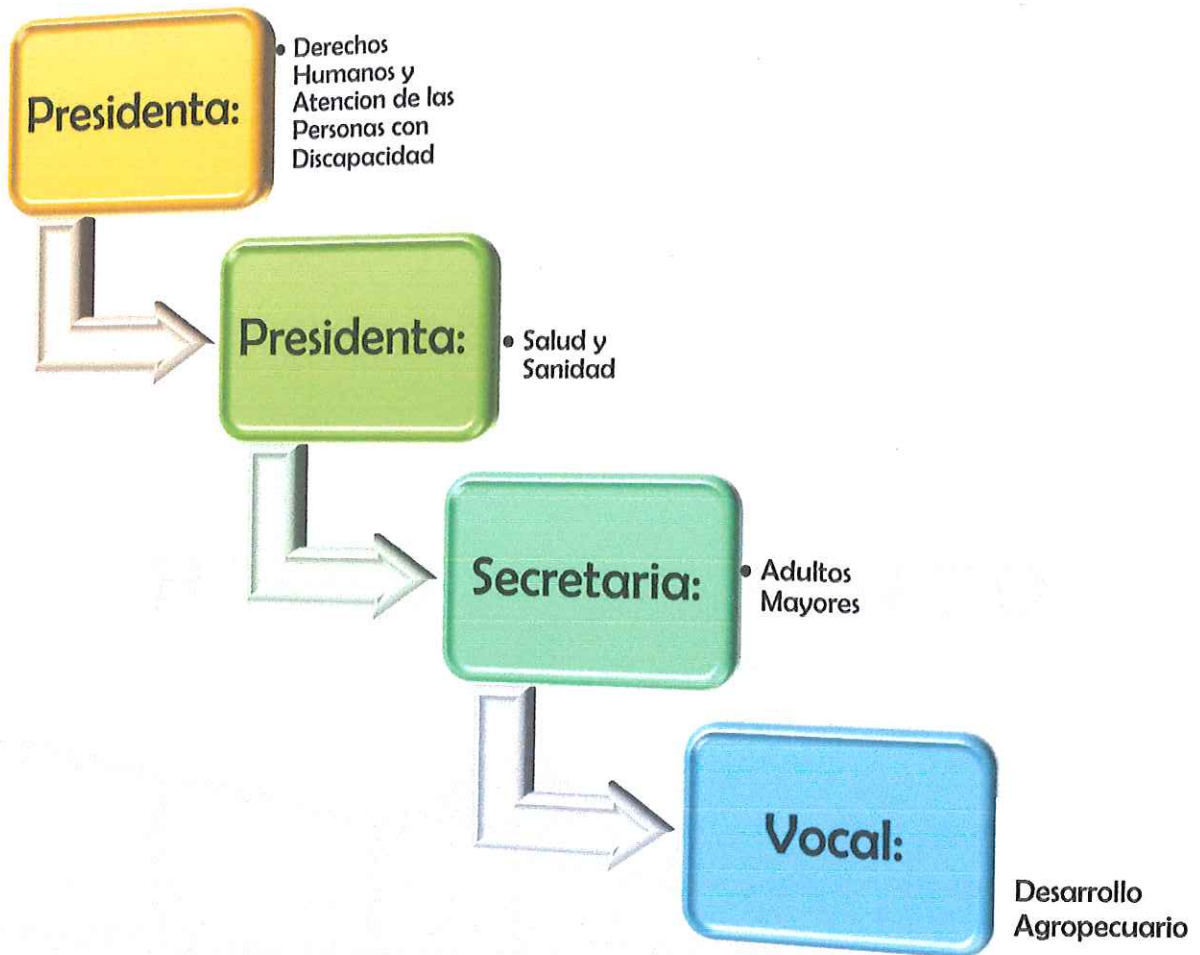 Presidenta:
• Derechos
Humanos y
Atencion de las
Personas con
Discapacidad
Presidenta:
• Salud y
Sanidad
Secretaria:
• Adultos
Mayores
Vocal:
Desarrollo
Agropecuario